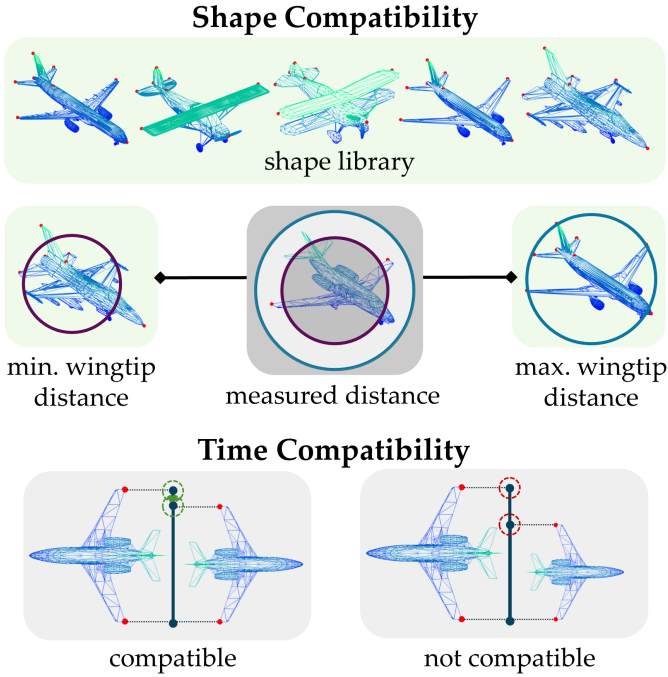 Shape Compatibility
shape library
min. wingtip
distance
measured distance
max. wingtip
distance
Time Compatibility
compatible
not compatible